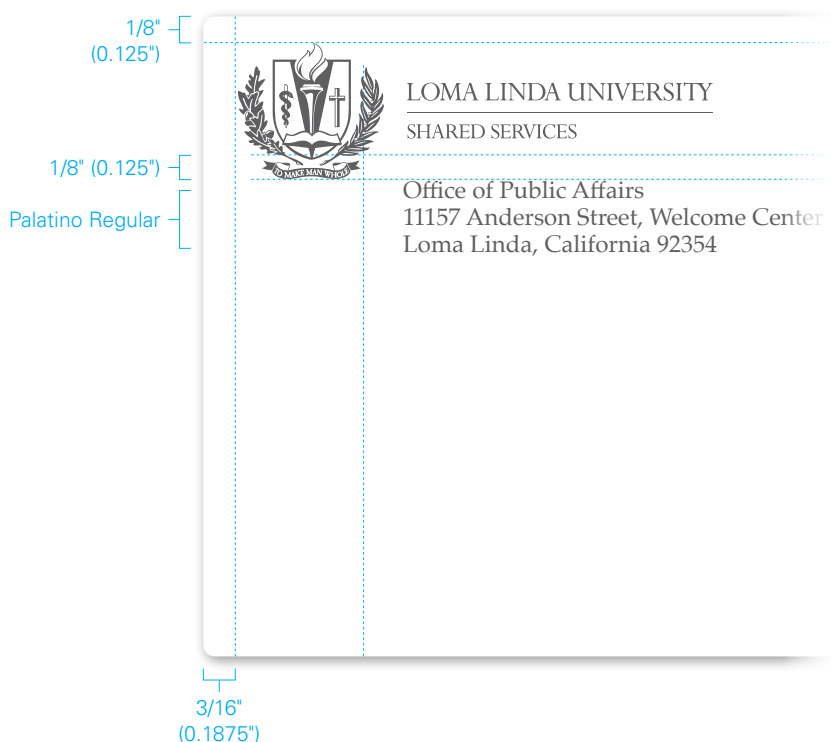 1/8"
(0.125")
LOMA LINDA UNIVERSITY
SHARED SERVICES
1/8" (0.125")
TO MAKE MAN WHOLE
Palatino Regular
Office of Public Affairs
11157 Anderson Street, Welcome Center
Loma Linda, California 92354
3/16"
(0.1875")